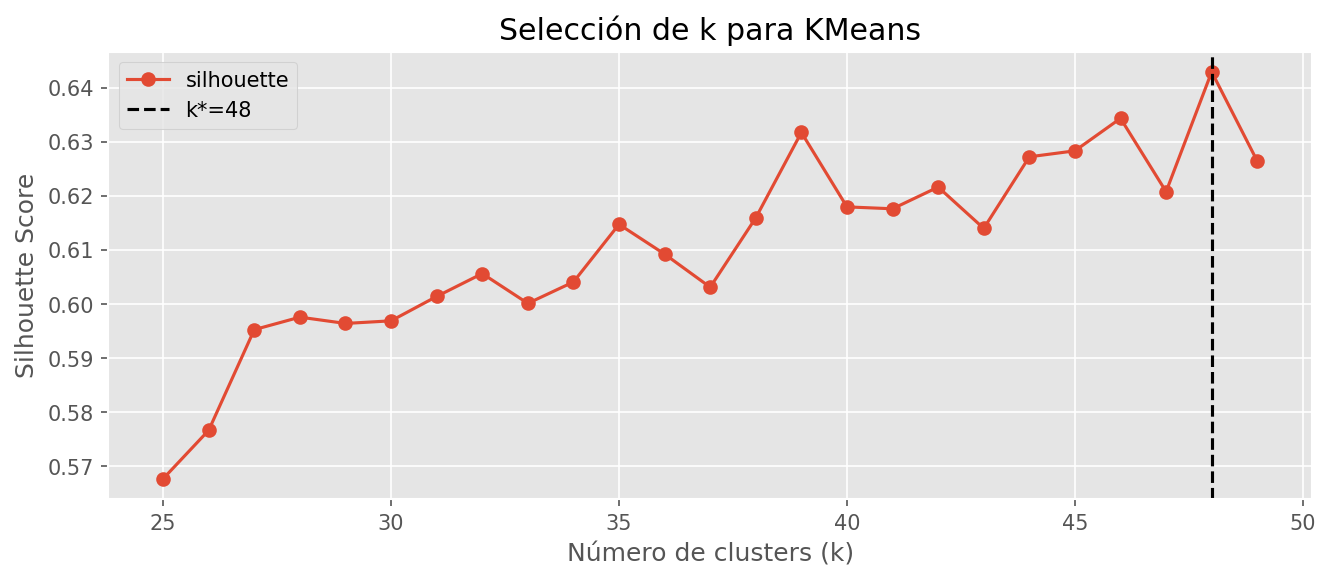 Selección de k para KMeans
silhouette
k*=48
Silhouette Score
0.64
0.63
0.62
0.61
0.60
0.59
0.58
0.57
25
30
35
40
45
50
Número de clusters (k)